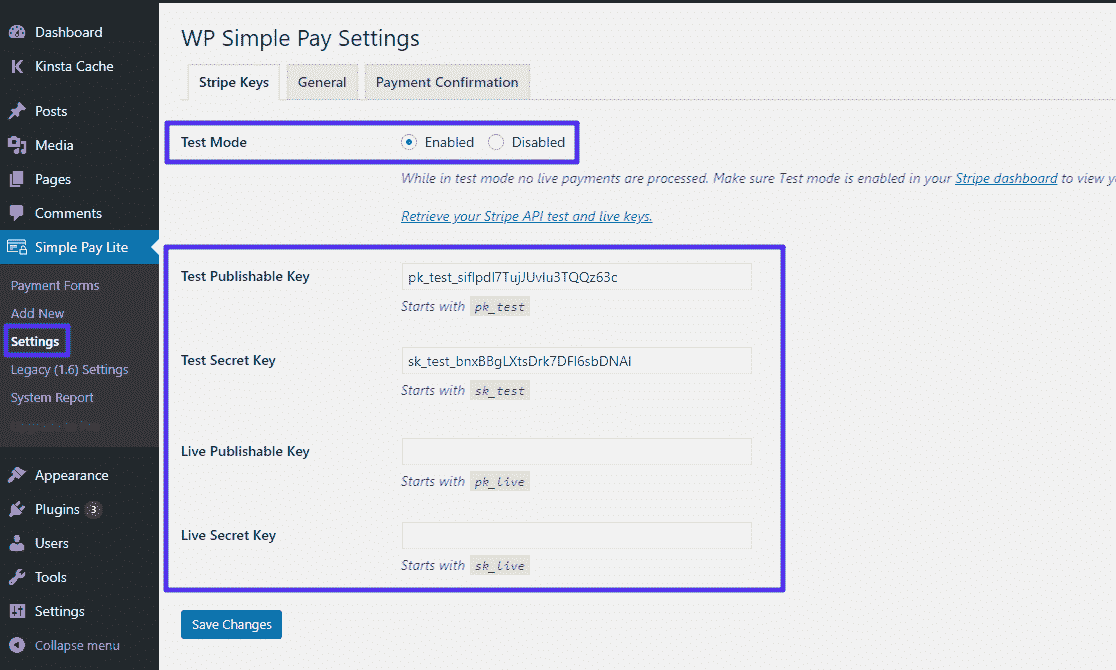 Dashboard
Kinsta Cache
Posts
Media
Pages
Comments
Simple Pay Lite
Payment Forms
Add New
Settings
Legacy (1.6) Settings
System Report
Upgrade to Pro
Appearance
Plugins 3
Users
Tools
Settings
Collapse menu
WP Simple Pay Settings
Stripe Keys General Payment Confirmation
Test Mode Enabled Disabled
While in test mode no live payments are processed. Make sure Test mode is enabled in your Stripe dashboard to view
Retrieve your Stripe API test and live keys.
Test Publishable Key
Starts with pk_test
Test Secret Key
Starts with sk_test
Live Publishable Key
Starts with pk_live
Live Secret Key
Starts with sk_live
Save Changes